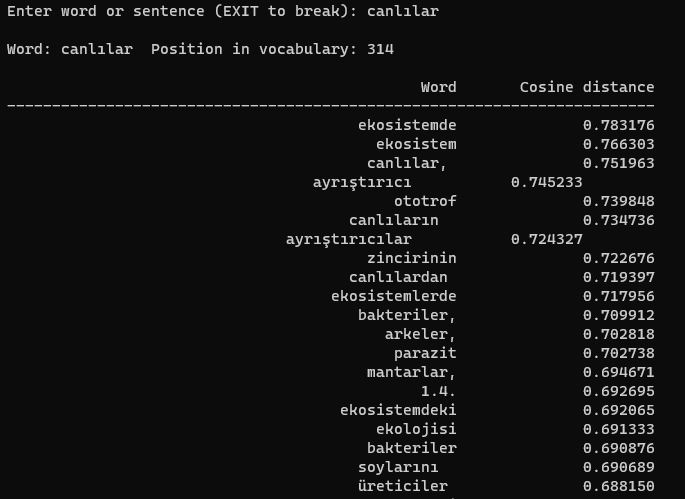 Enter word or sentence (EXIT to break): canlılar
Word: canlılar  Position in vocabulary: 314
Word Cosine distance
------------------------------------------------------------------------
ekosistemde 0.783176
ekosistem 0.766303
canlılar, 0.751963
ayrıştırıcı 0.745233
ototrof 0.739848
canlıların 0.734736
ayrıştırıcılar 0.724327
zincirinin 0.722676
canlılardan 0.719397
ekosistemlerde 0.717956
bakteriler, 0.709912
arkeler, 0.702818
parazit 0.702738
mantarlar, 0.694671
1.4. 0.692695
ekosistemdeki 0.692065
ekolojisi 0.691333
bakteriler 0.690876
soylarını 0.690689
üreticiler 0.688150